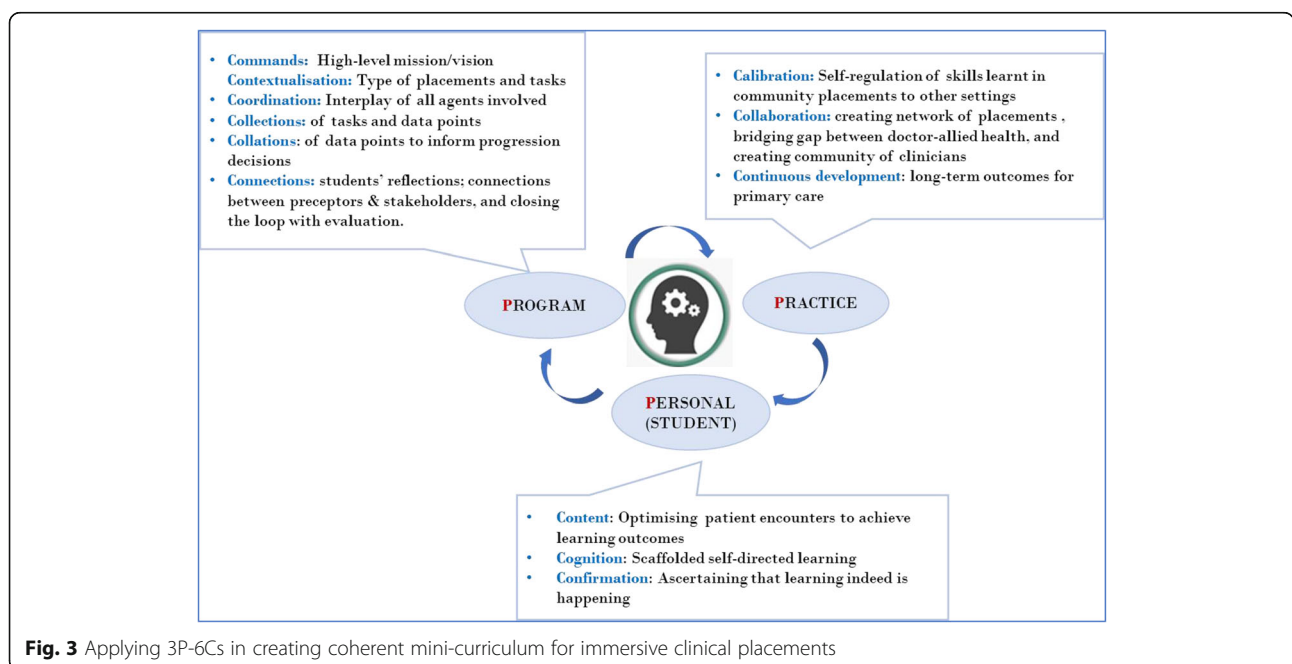 • Commands: High-level mission/vision
Contextualisation: Type of placements and tasks
• Coordination: Interplay of all agents involved
• Collections: of tasks and data points
• Collations: of data points to inform progression
decisions
• Connections: students' reflections; connections
between preceptors & stakeholders, and closing
the loop with evaluation.
• Calibration: Self-regulation of skills learnt in
community placements to other settings
• Collaboration: creating network of placements ,
bridging gap between doctor-allied health, and
creating community of clinicians
• Continuous development: long-term outcomes for
primary care
PROGRAM
PRACTICE
PERSONAL
(STUDENT)
• Content: Optimising patient encounters to achieve
learning outcomes
• Cognition: Scaffolded self-directed learning
• Confirmation: Ascertaining that learning indeed is
happening
Fig. 3 Applying 3P-6Cs in creating coherent mini-curriculum for immersive clinical placements